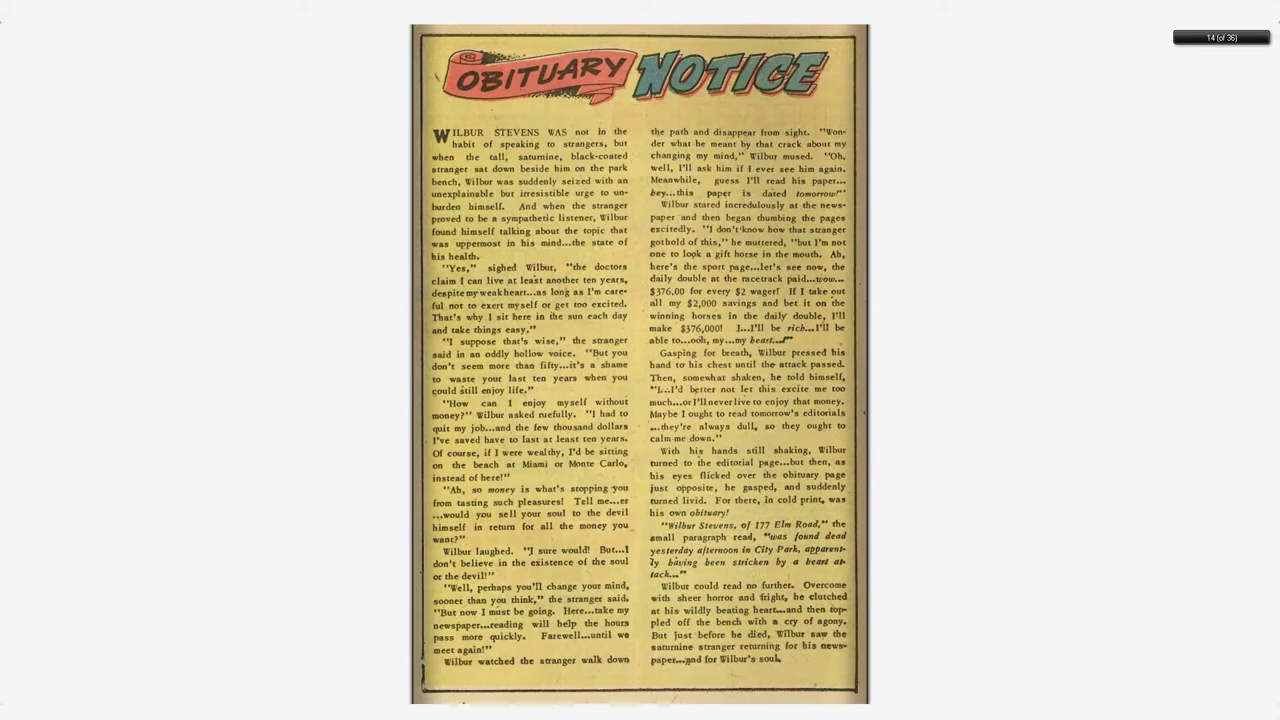 14 (of 36)
OBITUARY NOTICE
WILBUR STEVENS WAS not in the
habit of speaking to strangers, but
when the tall, saturnine, black-coated
stranger sat down beside him on the park
bench, Wilbur was suddenly seized with an
unexplainable but irresistible urge to un-
burden himself. And when the stranger
proved to be a sympathetic listener, Wilbur
found himself talking about the topic that
was uppermost in his mind...the state of
his health.
"Yes," sighed Wilbur, "the doctors
claim I can live at least another ten years,
despite my weak heart...as long as I'm care-
ful not to exert myself or get too excited.
That's why I sit here in the sun each day
and take things easy."
"I suppose that's wise," the stranger
said in an oddly hollow voice. "But you
don't seem more than fifty...it's a shame
to waste your last ten years when you
could still enjoy life."
"How can I enjoy myself without
money?" Wilbur asked ruefully. "I had to
quit my job...and the few thousand dollars
I've saved have to last at least ten years.
Of course, if I were wealthy, I'd be sitting
on the beach at Miami or Monte Carlo,
instead of here!"
"Ah, so money is what's stopping you
from tasting such pleasures! Tell me...er
...would you sell your soul to the devil
himself in return for all the money you
want?"
Wilbur laughed. "I sure would! But...I
don't believe in the existence of the soul
or the devil!"
"Well, perhaps you'll change your mind,
sooner than you think," the stranger said.
"But now I must be going. Here...take my
newspaper...reading will help the hours
pass more quickly. Farewell...until we
meet again!"
Wilbur watched the stranger walk down
the path and disappear from sight. "Won-
der what he meant by that crack about my
changing my mind," Wilbur mused. "Oh,
well, I'll ask him if I ever see him again.
Meanwhile, guess I'll read his paper...
hey...this paper is dated tomorrow!"
Wilbur stared incredulously at the news-
paper and then began thumbing the pages
excitedly. "I don't know how that stranger
got hold of this," he muttered, "but I'm not
one to look a gift horse in the mouth. Ah,
here's the sport page...let's see now, the
daily double at the racetrack paid...wow...
$376.00 for every $2 wager! If I take out
all my $2,000 savings and bet it on the
winning horses in the daily double, I'll
make $376,000! I...I'll be rich...I'll be
able to...ooh, my...my heart...!"
Gasping for breath, Wilbur pressed his
hand to his chest until the attack passed.
Then, somewhat shaken, he told himself,
"I...I'd better not let this excite me too
much...or I'll never live to enjoy that money.
Maybe I ought to read tomorrow's editorials
...they're always dull, so they ought to
calm me down."
With his hands still shaking, Wilbur
turned to the editorial page...but then, as
his eyes flicked over the obituary page
just opposite, he gasped, and suddenly
turned livid. For there, in cold print, was
his own obituary!
"Wilbur Stevens, of 177 Elm Road," the
small paragraph read, "was found dead
yesterday afternoon in City Park, apparent-
ly having been stricken by a heart at-
tack..."
Wilbur could read no further. Overcome
with sheer horror and fright, he clutched
at his wildly beating heart...and then top-
pled off the bench with a cry of agony.
But just before he died, Wilbur saw the
saturnine stranger returning for his news-
paper...and for Wilbur's soul.